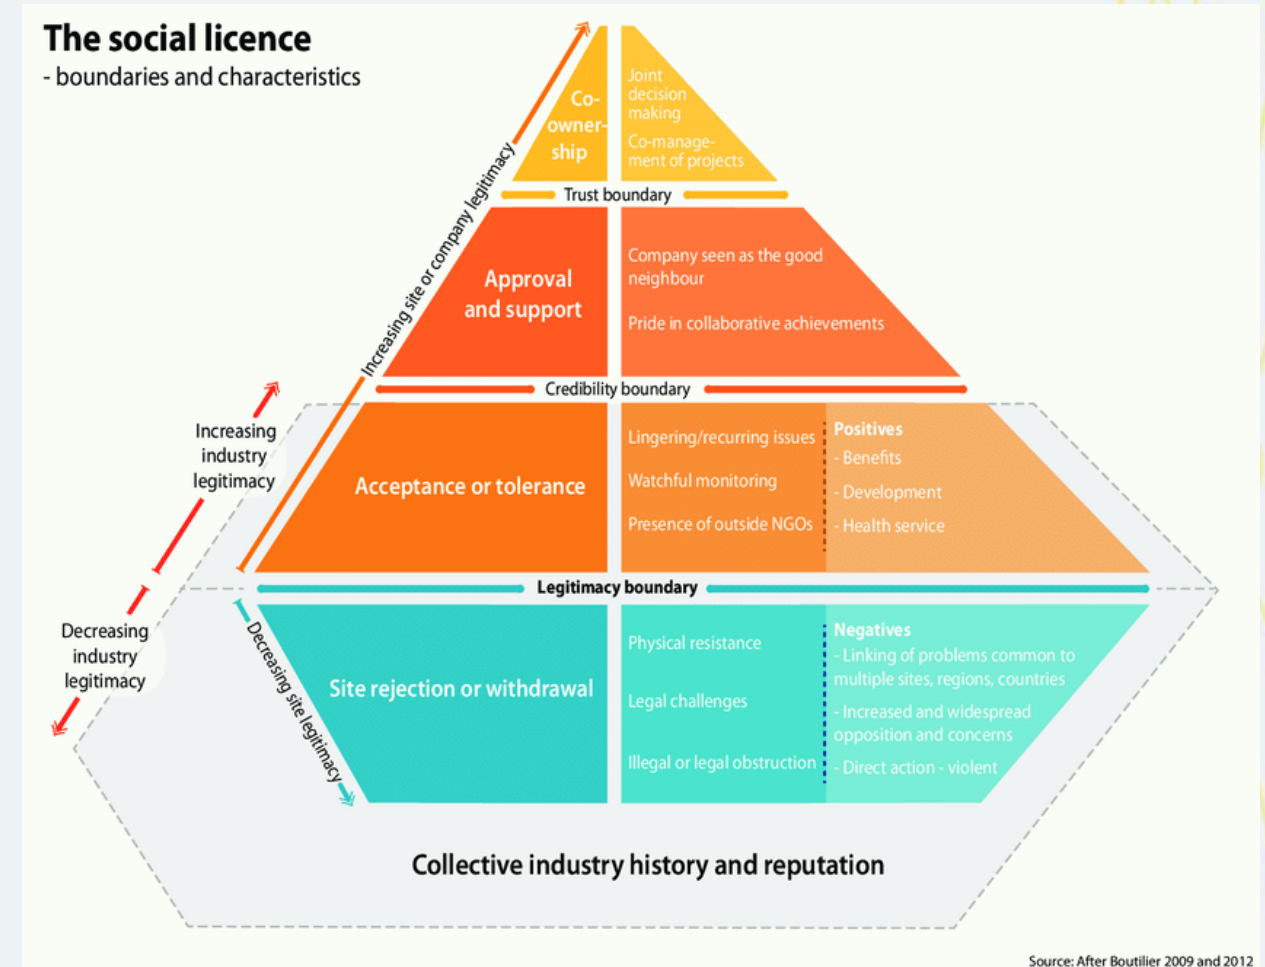 The social licence
- boundaries and characteristics
Co-
owner-
ship
Joint
decision
making
Co-manage-
ment of projects
Trust boundary
Increasing site or company legitimacy
Approval
and support
Company seen as the good
neighbour
Pride in collaborative achievements
Credibility boundary
Increasing
industry
legitimacy
Acceptance or tolerance
Lingering/recurring issues
Watchful monitoring
Presence of outside NGOs
Positives
- Benefits
- Development
- Health service
Legitimacy boundary
Decreasing
industry
legitimacy
Decreasing site legitimacy
Site rejection or withdrawal
Physical resistance
Legal challenges
Illegal or legal obstruction
Negatives
- Linking of problems common to
multiple sites, regions, countries
- Increased and widespread
opposition and concerns
- Direct action - violent
Collective industry history and reputation
Source: After Boutilier 2009 and 2012